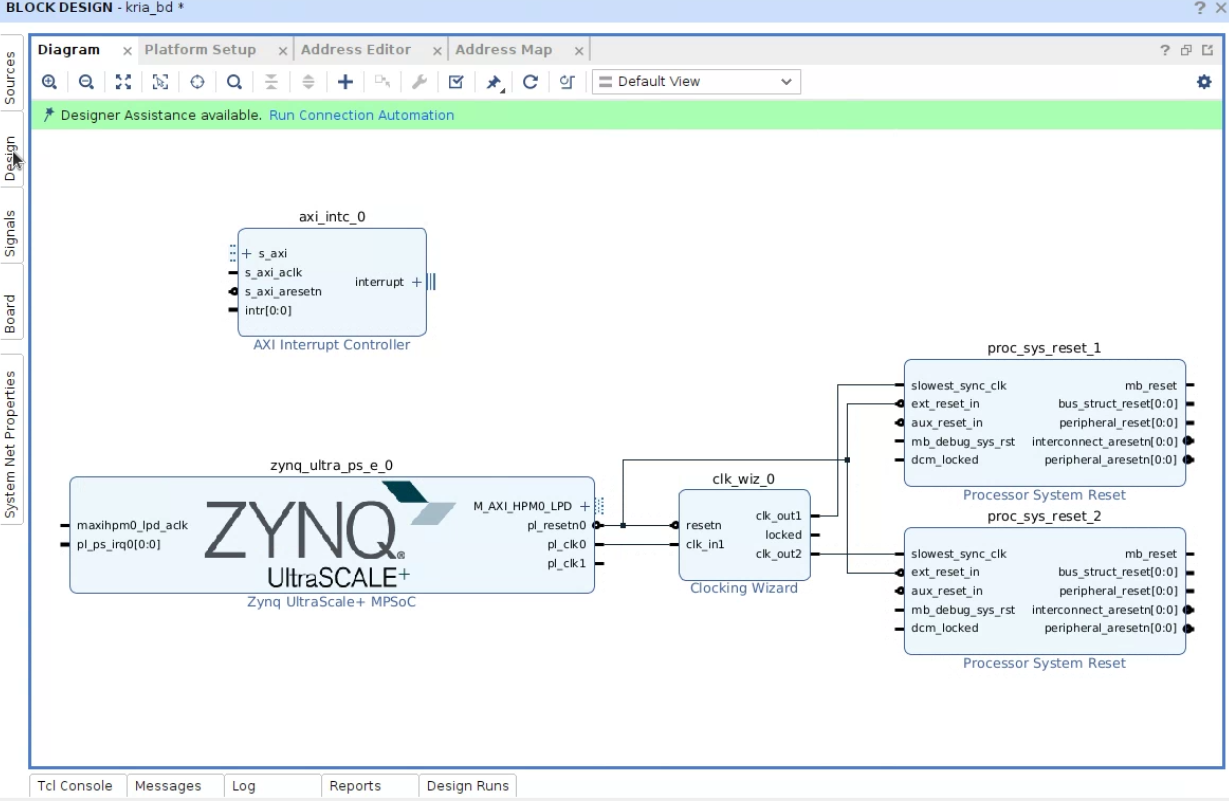 BLOCK DESIGN - kria_bd *
? ×
Sources
Design
Signals
Board
System Net Properties
Diagram × Platform Setup × Address Editor × Address Map ×
?
Default View
Designer Assistance available. Run Connection Automation
axi_intc_0
s_axi
s_axi_aclk
s_axi_aresetn
intr[0:0]
interrupt
AXI Interrupt Controller
zynq_ultra_ps_e_0
maxihpm0_lpd_aclk
pl_ps_irq0[0:0]
ZYNQ®
UltraSCALE+
M_AXI_HPM0_LPD
pl_resetn0
pl_clk0
pl_clk1
Zynq UltraScale+ MPSoC
clk_wiz_0
resetn
clk_in1
clk_out1
locked
clk_out2
Clocking Wizard
proc_sys_reset_1
slowest_sync_clk
ext_reset_in
aux_reset_in
mb_debug_sys_rst
dcm_locked
mb_reset
bus_struct_reset[0:0]
peripheral_reset[0:0]
interconnect_aresetn[0:0]
peripheral_aresetn[0:0]
Processor System Reset
proc_sys_reset_2
slowest_sync_clk
ext_reset_in
aux_reset_in
mb_debug_sys_rst
dcm_locked
mb_reset
bus_struct_reset[0:0]
peripheral_reset[0:0]
interconnect_aresetn[0:0]
peripheral_aresetn[0:0]
Processor System Reset
Tcl Console Messages Log Reports Design Runs